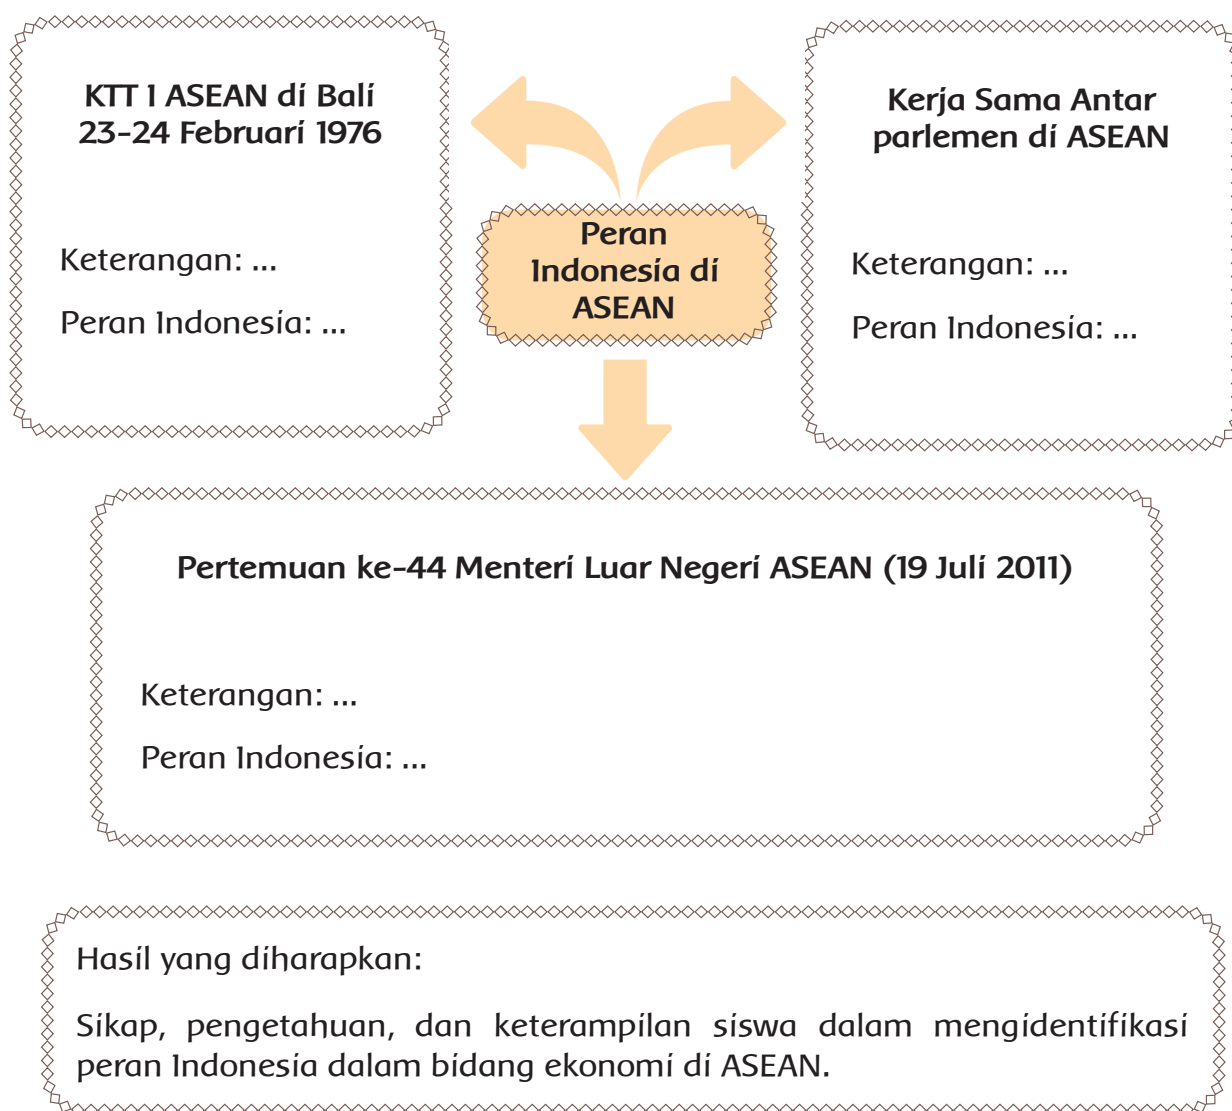 KTT 1 ASEAN di Bali
23-24 Februari 1976
Keterangan: ...
Peran Indonesia: ...
Kerja Sama Antar
parlemen di ASEAN
Keterangan: ...
Peran Indonesia: ...
Peran
Indonesia di
ASEAN
Pertemuan ke-44 Menteri Luar Negeri ASEAN (19 Juli 2011)
Keterangan: ...
Peran Indonesia: ...
Hasil yang diharapkan:
Sikap, pengetahuan, dan keterampilan siswa dalam mengidentifikasi
peran Indonesia dalam bidang ekonomi di ASEAN.